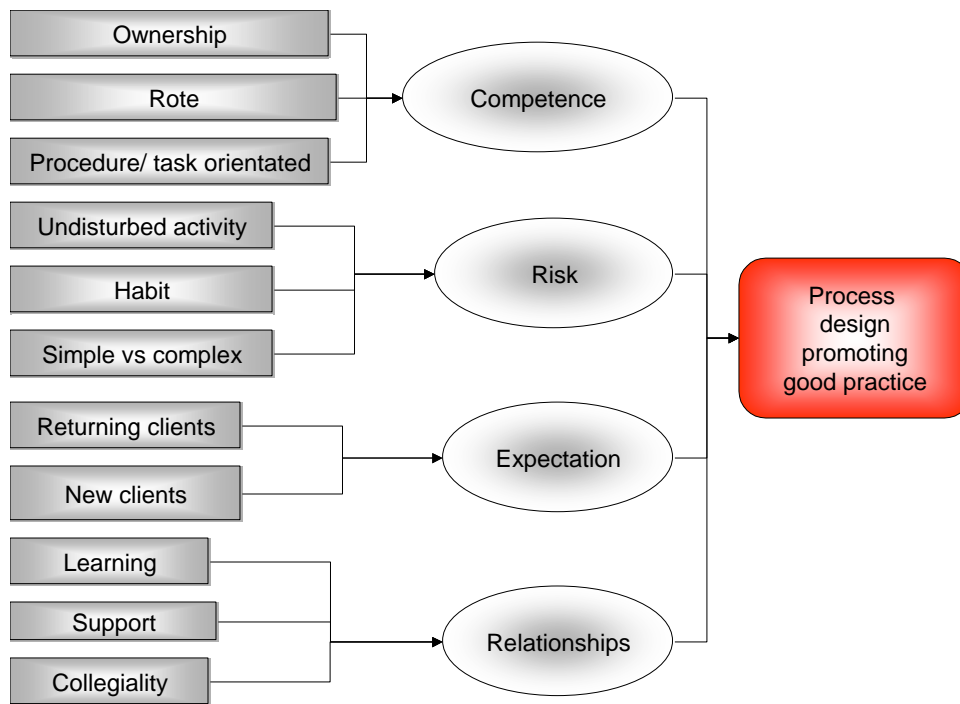 Ownership
Rote
Procedure/ task orientated
Competence
Undisturbed activity
Habit
Simple vs complex
Risk
Returning clients
New clients
Expectation
Learning
Support
Collegiality
Relationships
Process
design
promoting
good practice